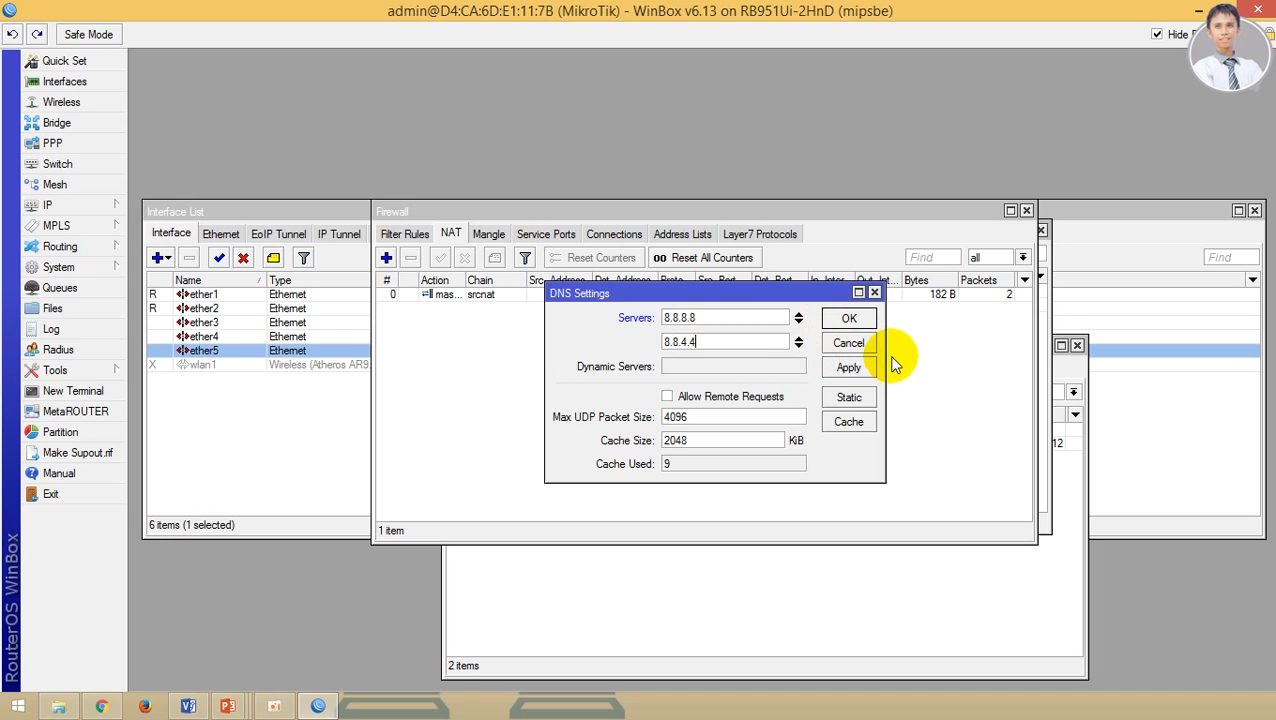 admin@D4:CA:6D:E1:11:7B (MikroTik) - WinBox v6.13 on RB951Ui-2HnD (mipsbe)
Safe Mode
Hide
Quick Set
Interfaces
Wireless
Bridge
PPP
Switch
Mesh
IP
MPLS
Routing
System
Queues
Files
Log
Radius
Tools
New Terminal
MetaROUTER
Partition
Make Supout.rif
Manual
Exit
RouterOS WinBox
Interface List
Interface Ethernet EoIP Tunnel IP Tunnel
Name Type
R ether1 Ethernet
R ether2 Ethernet
ether3 Ethernet
ether4 Ethernet
ether5 Ethernet
X wlan1 Wireless (Atheros AR9
6 items (1 selected)
Firewall
Filter Rules NAT Mangle Service Ports Connections Address Lists Layer7 Protocols
Reset Counters 00 Reset All Counters Find all
# Action Chain Src. Address Dst. Address Bytes Packets
0 mas... srcnat 182 B 2
1 item
DNS Settings
Servers: 8.8.8.8
8.8.4.4
Dynamic Servers:
Allow Remote Requests
Max UDP Packet Size: 4096
Cache Size: 2048 KiB
Cache Used: 9
OK
Cancel
Apply
Static
Cache
Find
12
2 items